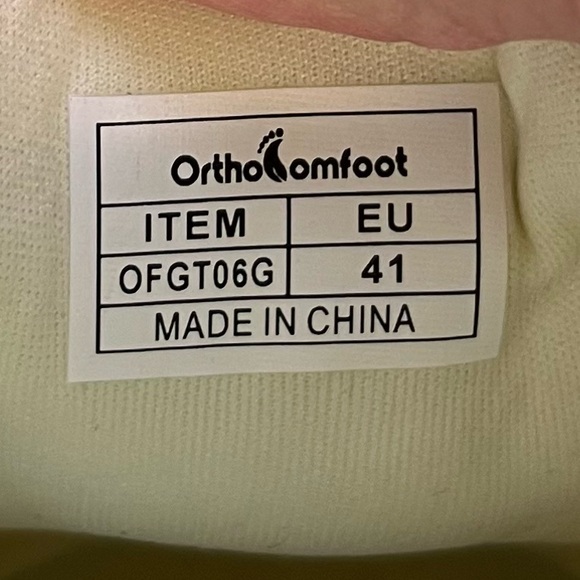 OrthoComfoot
ITEM EU
OFGT06G 41
MADE IN CHINA